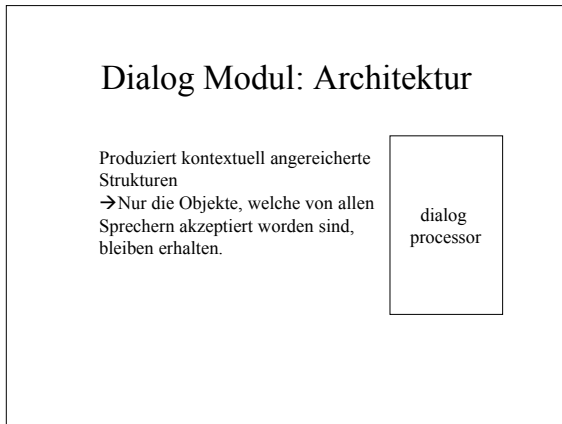 Dialog Modul: Architektur
Produziert kontextuell angereicherte
Strukturen
→Nur die Objekte, welche von allen
Sprechern akzeptiert worden sind,
bleiben erhalten.
dialog
processor